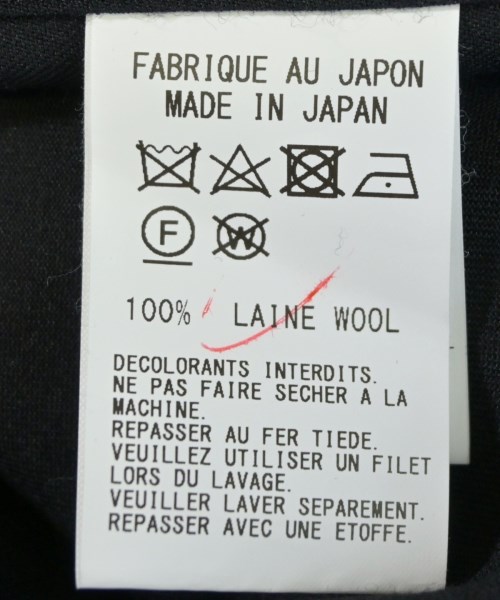 FABRIQUE AU JAPON
MADE IN JAPAN
F W
100% LAINE WOOL
DECOLORANTS INTERDITS.
NE PAS FAIRE SECHER A LA
MACHINE.
REPASSER AU FER TIEDE.
VEUILLEZ UTILISER UN FILET
LORS DU LAVAGE.
VEUILLER LAVER SEPAREMENT.
REPASSER AVEC UNE ETOFFE.